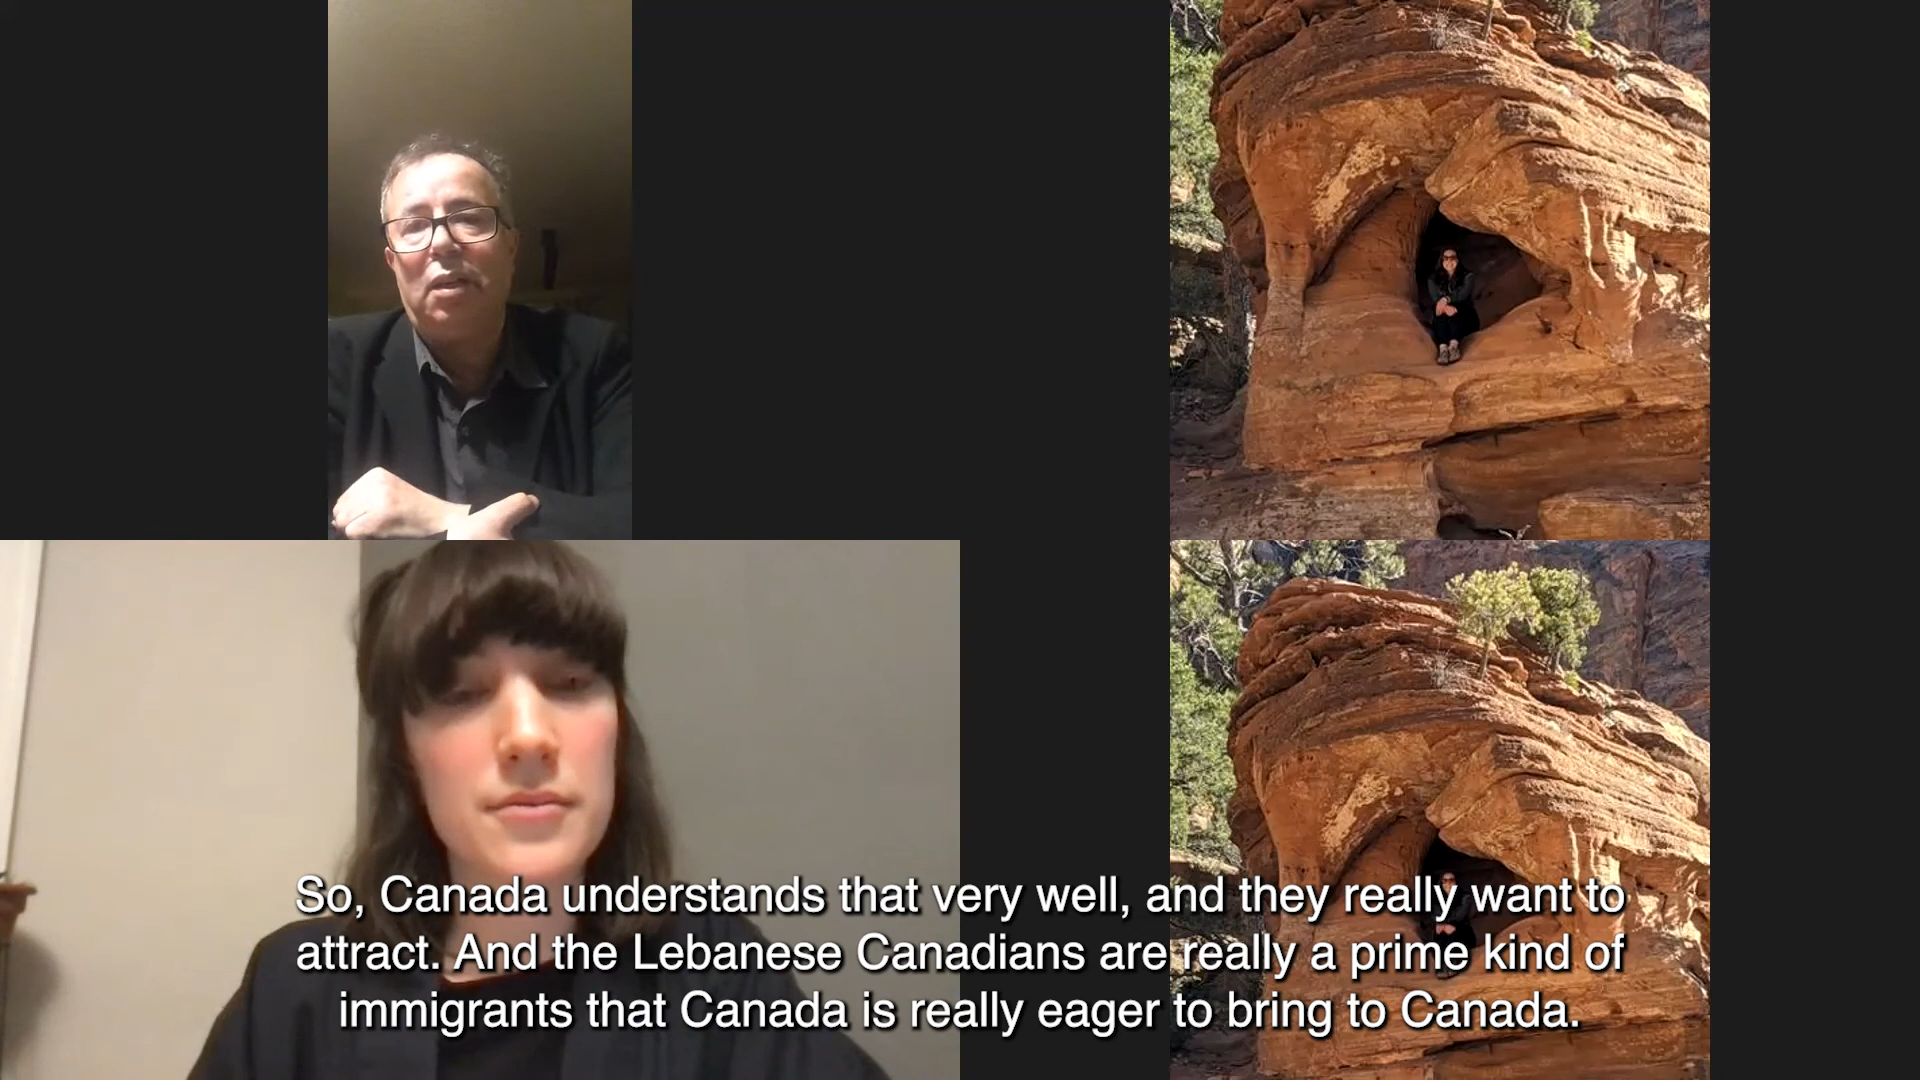 So, Canada understands that very well, and they really want to
attract. And the Lebanese Canadians are really a prime kind of
immigrants that Canada is really eager to bring to Canada.